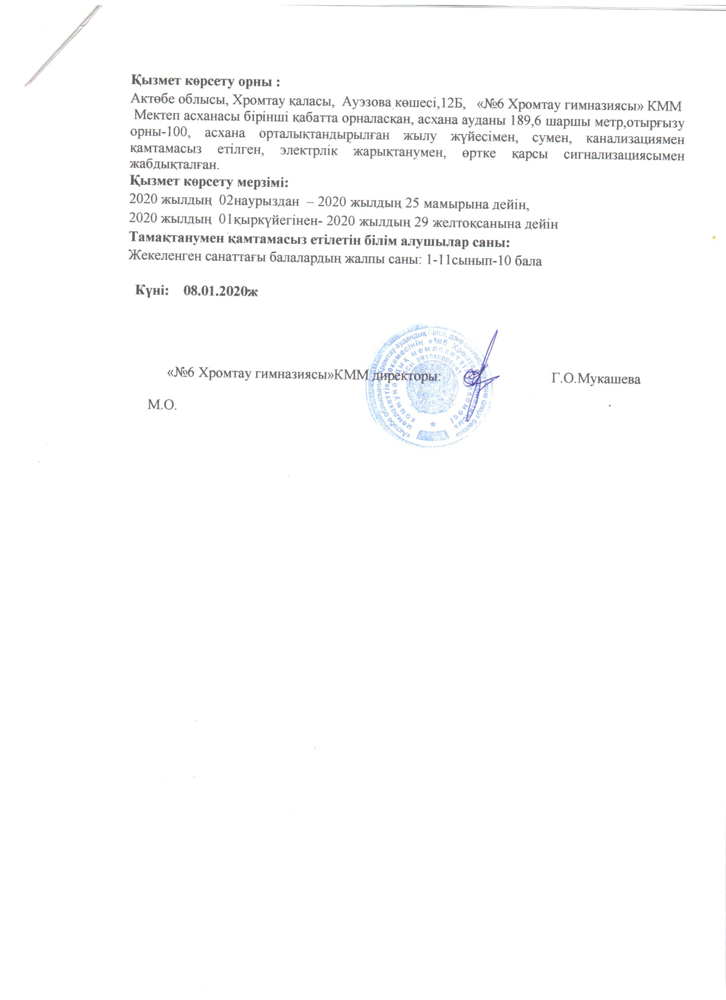 Қызмет көрсету орны :
Актөбе облысы, Хромтау қаласы,  Ауэзова көшесі,12Б,   «№6 Хромтау гимназиясы» КММ
Мектеп асханасы бірінші қабатта орналасқан, асхана ауданы 189,6 шаршы метр,отырғызу
орны-100, асхана орталықтандырылған жылу жүйесімен, сумен, канализациямен
қамтамасыз етілген, электрлік жарықтанумен, өртке қарсы сигнализациясымен
жабдықталған.
Қызмет көрсету мерзімі:
2020 жылдың  02наурыздан  – 2020 жылдың 25 мамырына дейін,
2020 жылдың  01қыркүйегінен- 2020 жылдың 29 желтоқсанына дейін
Тамақтанумен қамтамасыз етілетін білім алушылар саны:
Жекеленген санаттағы балалардың жалпы саны: 1-11сынып-10 бала
Күні:    08.01.2020ж
«№6 Хромтау гимназиясы»КММ директоры:
Г.О.Мукашева
М.О.
«Ақтөбе облысының Хромтау аудандық білім, дене шынықтыру және спорт бөлімі»
мемлекеттік мекемесінің «№6 Хромтау гимназиясы»
коммуналдық мемлекеттік мекемесі